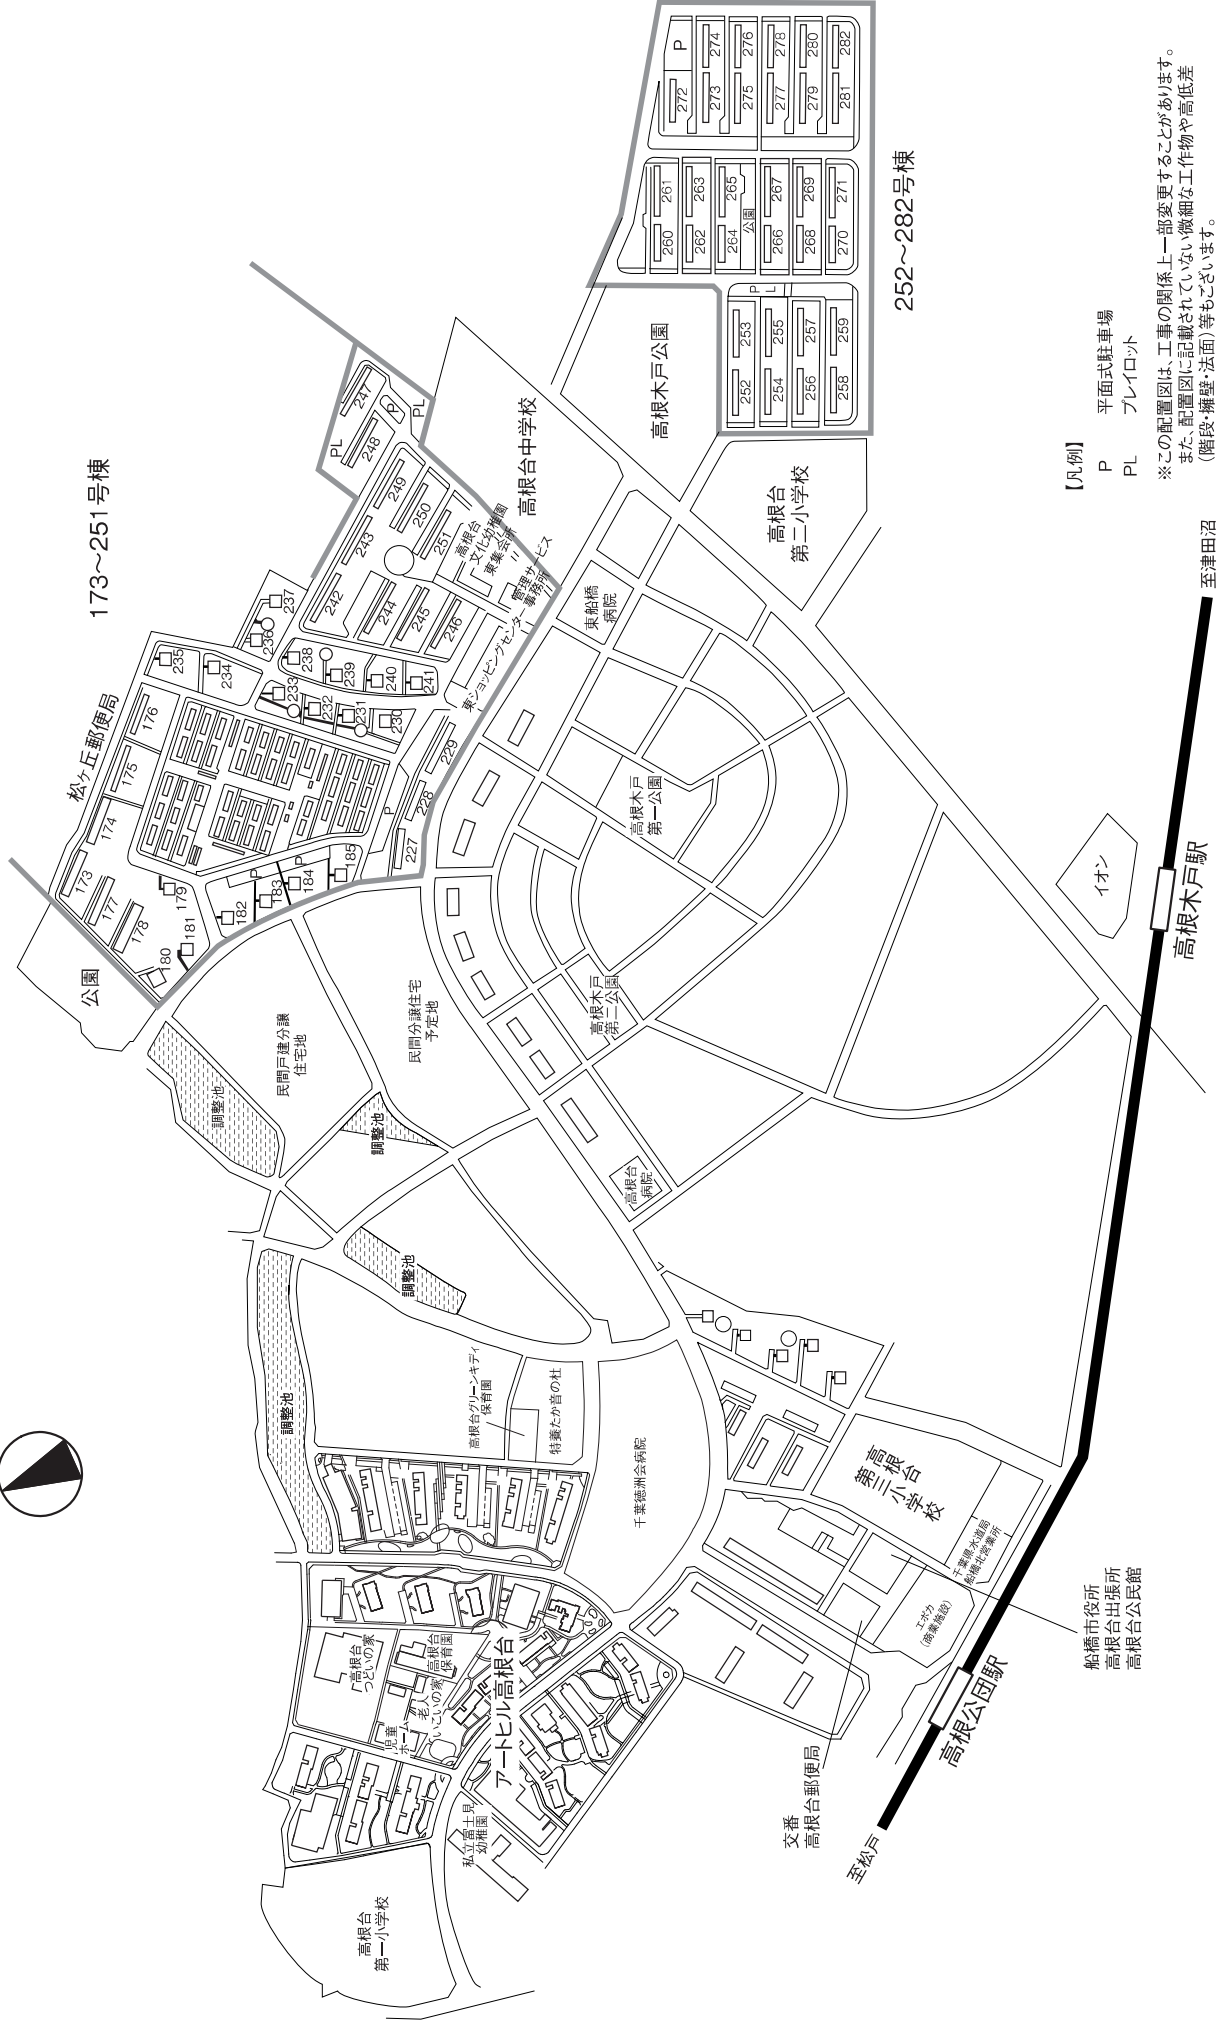 173～251号棟
252～282号棟
松ヶ丘郵便局
公園
173
174
175
176
177
178
179
180
181
182
183
184
185
P
P
P
227
228
229
230
231
232
233
234
235
236
237
238
239
240
241
242
243
244
245
246
247
248
249
250
251
PL
P
PL
高根台
文化幼稚園
東集会所
管理サービス
事務所
東ショッピングセンター
高根台中学校
高根木戸公園
252
253
254
255
256
257
258
259
P
PL
260
261
262
263
264
265
公園
266
267
268
269
270
271
272
P
273
274
275
276
277
278
279
280
281
282
高根台
第二小学校
東船橋
病院
高根木戸
第一公園
高根木戸
第二公園
民間戸建分譲
住宅地
民間分譲住宅
予定地
調整池
調整池
調整池
調整池
高根台
病院
高根台グリーンキディ
保育園
特養たか音の杜
千葉徳洲会病院
高根台
つどいの家
高根台
保育園
老人
いこいの家
児童
ホーム
アートヒル高根台
私立富士見
幼稚園
高根台
第一小学校
高根台
第三小学校
千葉県水道局
船橋北営業所
エポカ
(商業施設)
船橋市役所
高根台出張所
高根台公民館
交番
高根台郵便局
高根公団駅
至松戸
イオン
高根木戸駅
至津田沼
【凡例】
P 平面式駐車場
PL プレイロット
※この配置図は、工事の関係上一部変更することがあります。
また、配置図に記載されていない微細な工作物や高低差
(階段・擁壁・法面)等もございます。